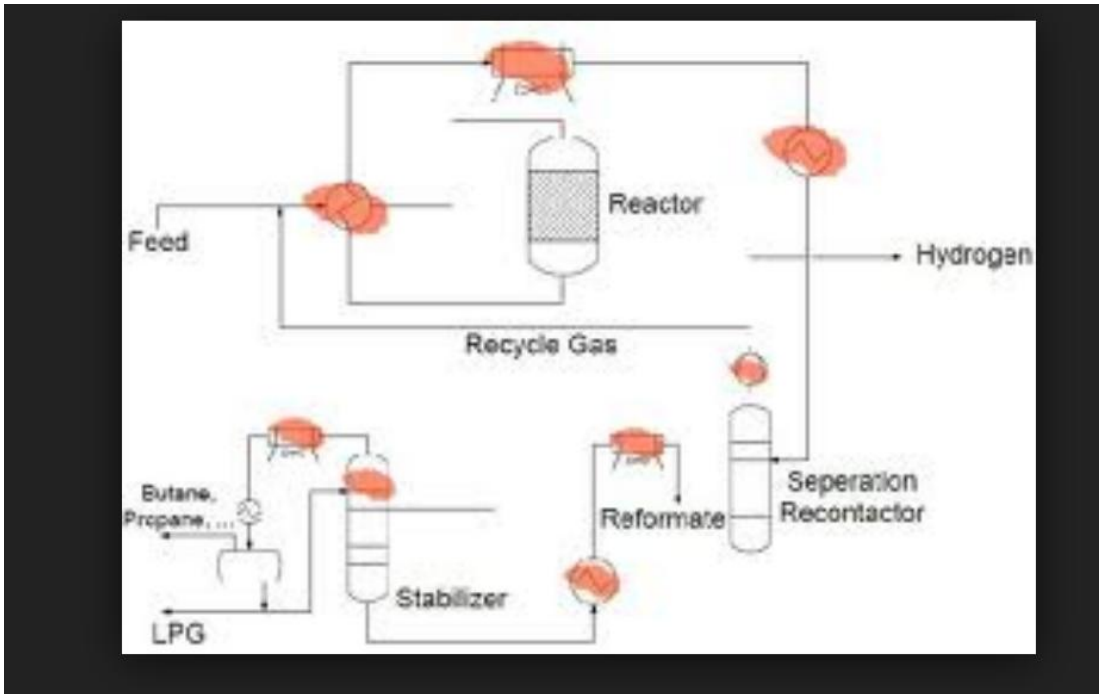 Reactor
Feed
Hydrogen
Recycle Gas
Butane,
Propane, ...
Seperation
Recontactor
Reformate
Stabilizer
LPG